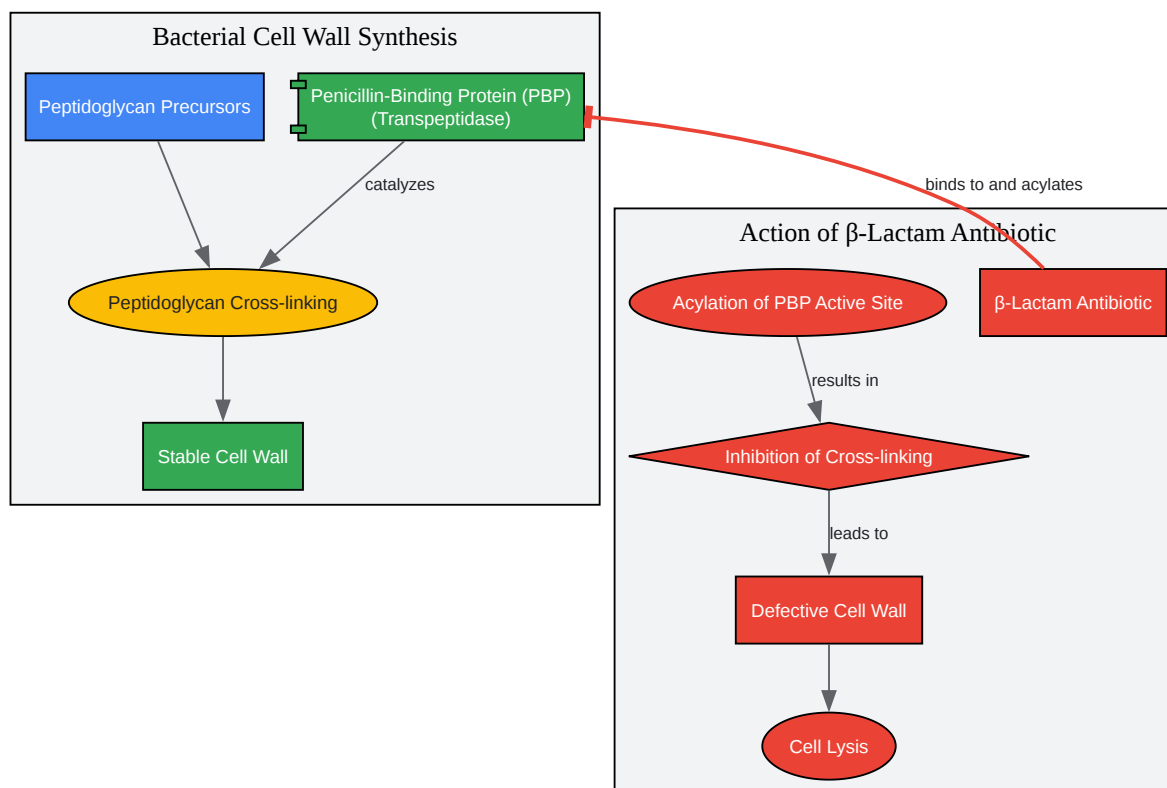 Bacterial Cell Wall Synthesis
Peptidoglycan Precursors
Penicillin-Binding Protein (PBP)
(Transpeptidase)
catalyzes
Peptidoglycan Cross-linking
Stable Cell Wall
binds to and acylates
Action of β-Lactam Antibiotic
Acylation of PBP Active Site
β-Lactam Antibiotic
results in
Inhibition of Cross-linking
leads to
Defective Cell Wall
Cell Lysis